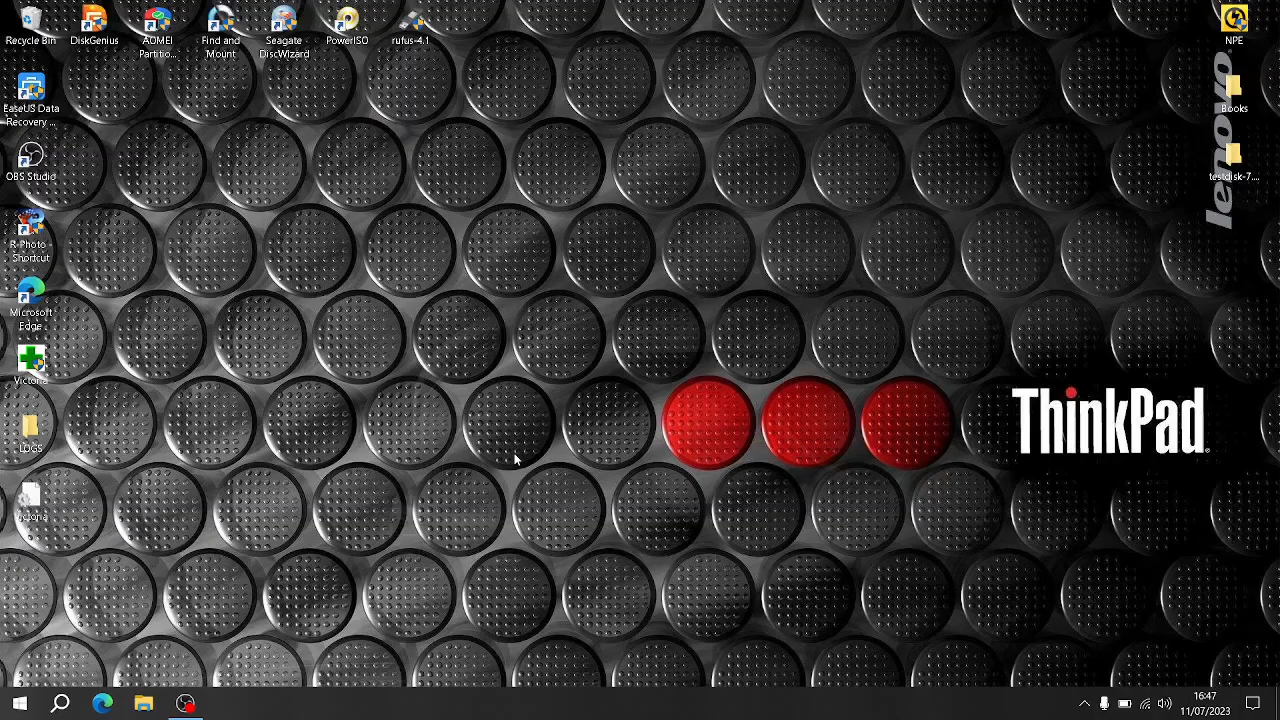 Recycle Bin
DiskGenius
AOMEI
Partitio...
Find and
Mount
Seagate
DiscWizard
PowerISO
rufus-4.1
NPE
EaseUS Data
Recovery ...
Books
OBS Studio
testdisk-7....
lenovo
R-Photo -
Shortcut
Microsoft
Edge
Victoria
ThinkPad
LOGS
victoria
16:47
11/07/2023